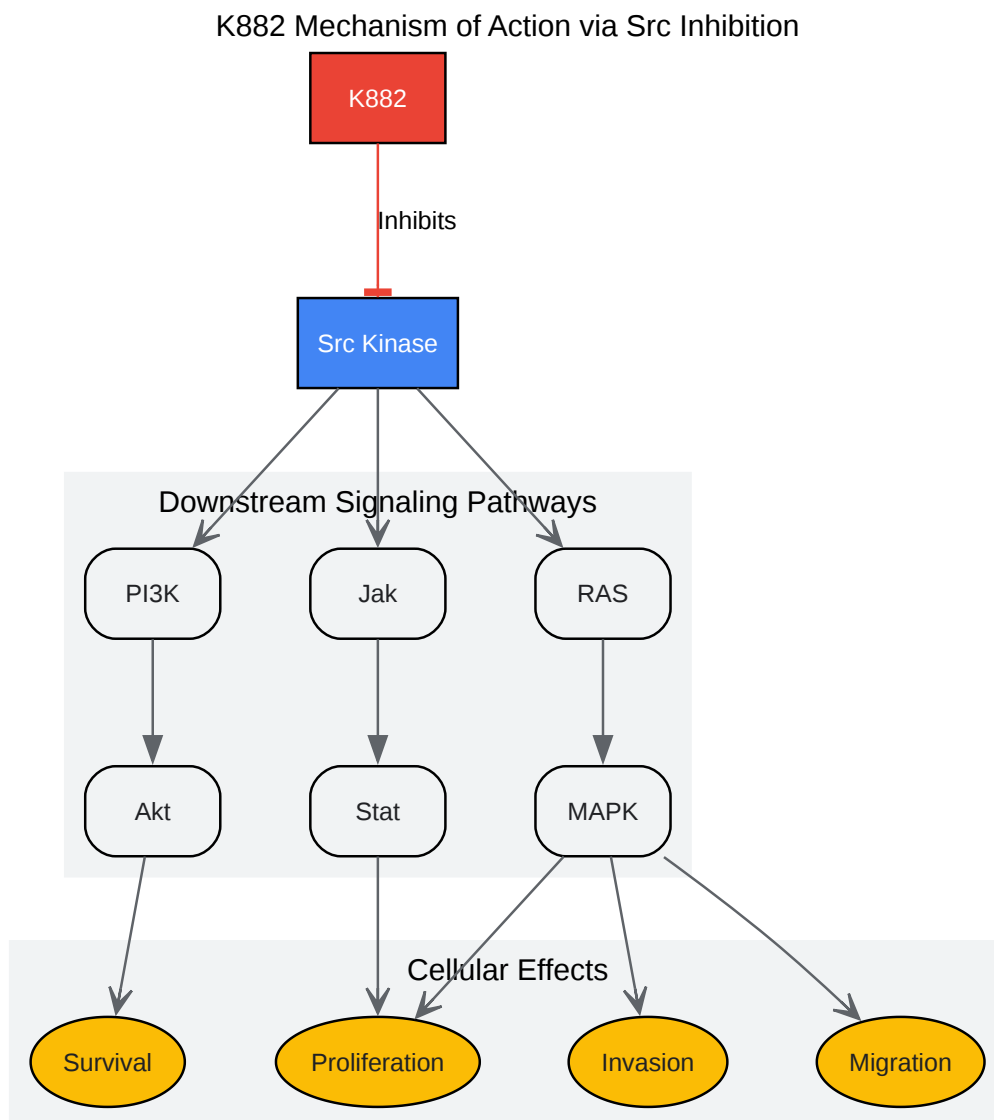 K882 Mechanism of Action via Src Inhibition
K882
Inhibits
Src Kinase
Downstream Signaling Pathways
PI3K
Jak
RAS
Akt
Stat
MAPK
Cellular Effects
Survival
Proliferation
Invasion
Migration